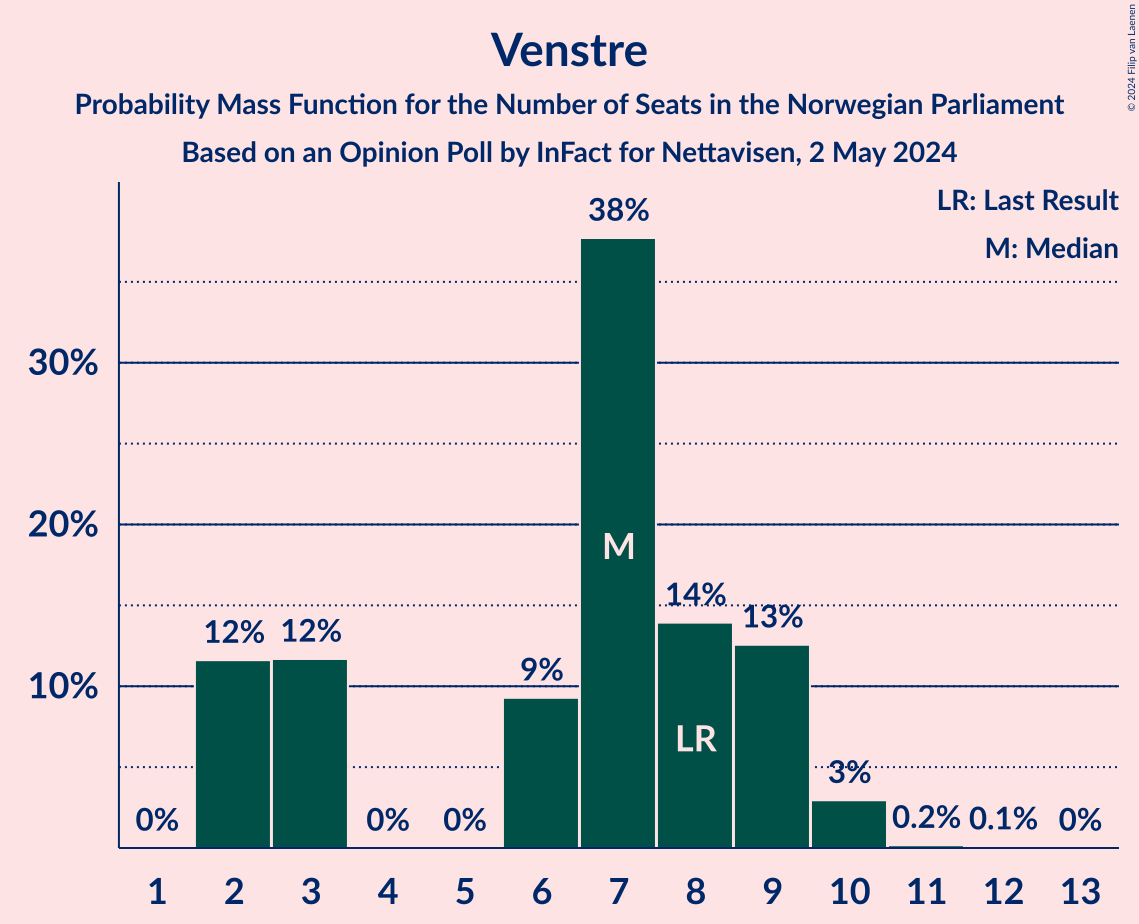 © 2024 Filip van Laenen
Venstre
Probability Mass Function for the Number of Seats in the Norwegian Parliament
Based on an Opinion Poll by InFact for Nettavisen, 2 May 2024
LR: Last Result
M: Median
30%
20%
10%
0%
12%
12%
0%
0%
9%
38%
14%
13%
3%
0.2%
0.1%
0%
M
LR
1 2 3 4 5 6 7 8 9 10 11 12 13